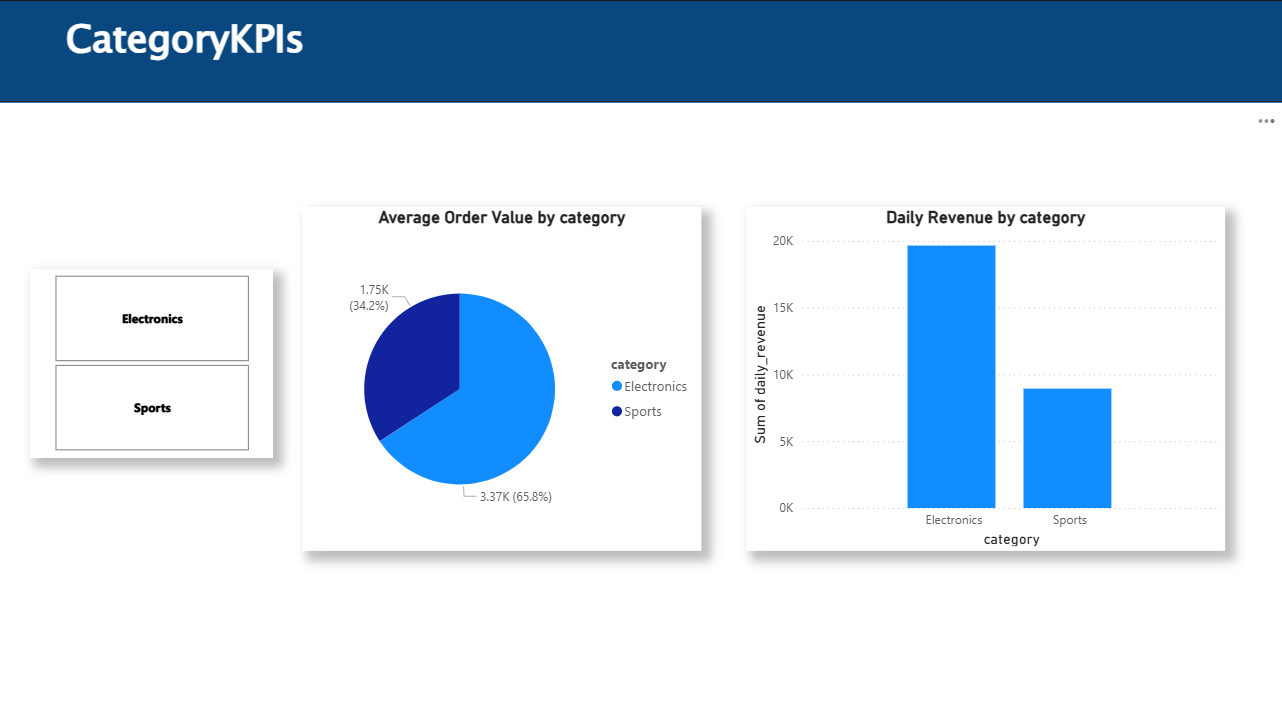 CategoryKPIs
Electronics
Sports
Average Order Value by category
1.75K
(34.2%)
3.37K (65.8%)
category
Electronics
Sports
Daily Revenue by category
Sum of daily_revenue
20K
15K
10K
5K
0K
Electronics
Sports
category